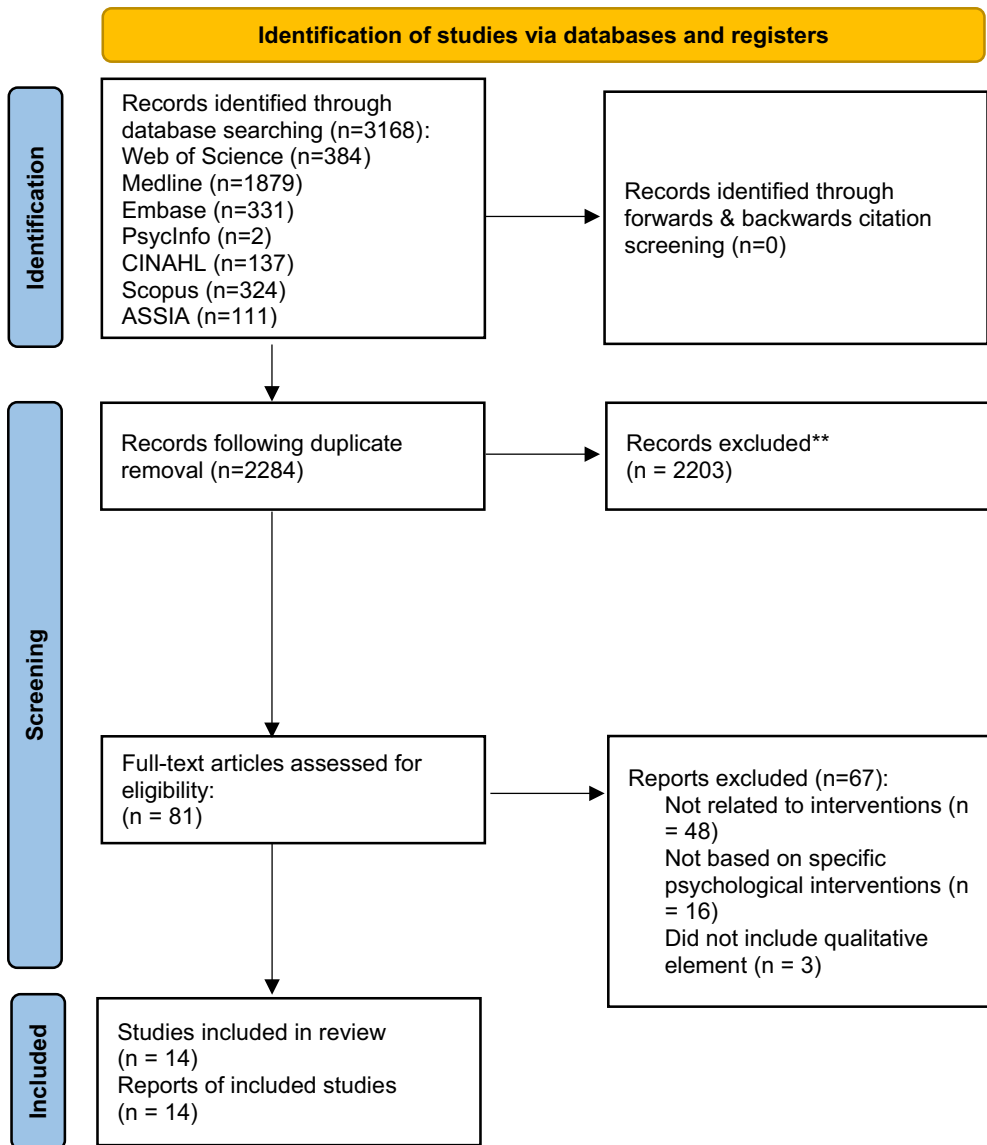 Identification of studies via databases and registers
Identification
Records identified through
database searching (n=3168):
Web of Science (n=384)
Medline (n=1879)
Embase (n=331)
PsycInfo (n=2)
CINAHL (n=137)
Scopus (n=324)
ASSIA (n=111)
Records identified through
forwards & backwards citation
screening (n=0)
Screening
Records following duplicate
removal (n=2284)
Records excluded**
(n = 2203)
Full-text articles assessed for
eligibility:
(n = 81)
Reports excluded (n=67):
Not related to interventions (n
= 48)
Not based on specific
psychological interventions (n
= 16)
Did not include qualitative
element (n = 3)
Included
Studies included in review
(n = 14)
Reports of included studies
(n = 14)